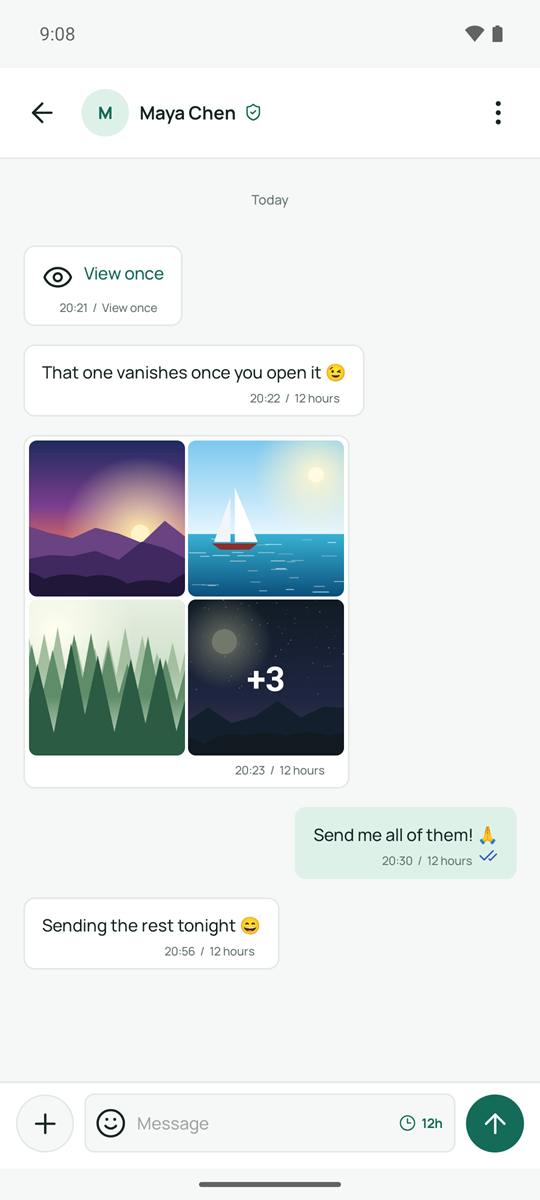 9:08
M Maya Chen
Today
View once
20:21 / View once
That one vanishes once you open it 😉
20:22 / 12 hours
+3
20:23 / 12 hours
Send me all of them! 🙏
20:30 / 12 hours
Sending the rest tonight 😄
20:56 / 12 hours
Message 12h